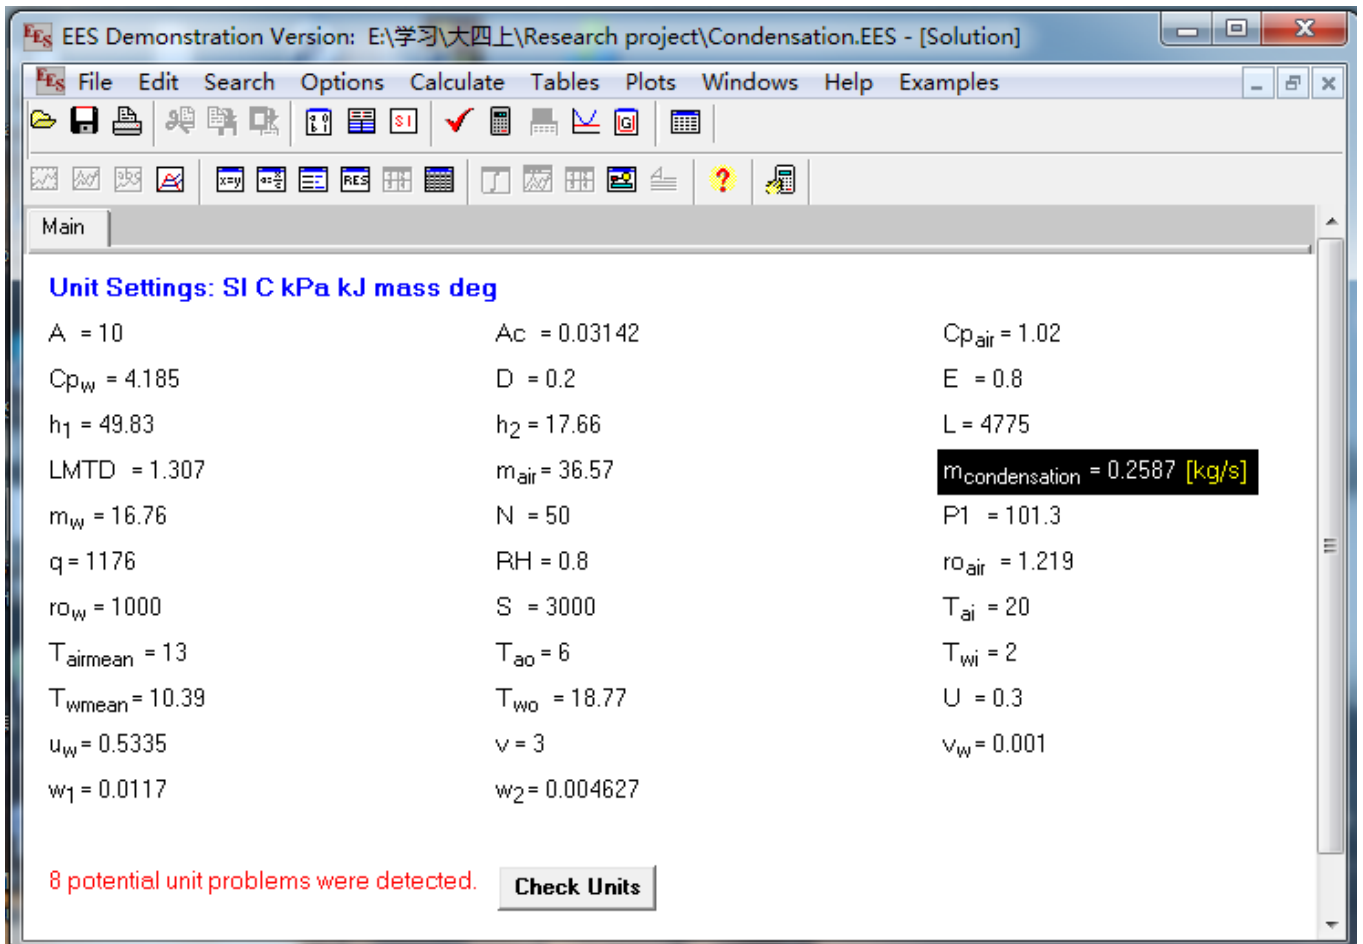 EES EES Demonstration Version: E:\学习\大四上\Research project\Condensation.EES - [Solution]
EES File Edit Search Options Calculate Tables Plots Windows Help Examples
SI
abc x=y RES ?
Main
Unit Settings: SI C kPa kJ mass deg
A = 10 Ac = 0.03142 Cpair = 1.02
Cpw = 4.185 D = 0.2 E = 0.8
h1 = 49.83 h2 = 17.66 L = 4775
LMTD = 1.307 mair = 36.57 mcondensation = 0.2587 [kg/s]
mw = 16.76 N = 50 P1 = 101.3
q = 1176 RH = 0.8 roair = 1.219
row = 1000 S = 3000 Tai = 20
Tairmean = 13 Tao = 6 Twi = 2
Twmean = 10.39 Two = 18.77 U = 0.3
uw = 0.5335 v = 3 vw = 0.001
w1 = 0.0117 w2 = 0.004627
8 potential unit problems were detected. Check Units